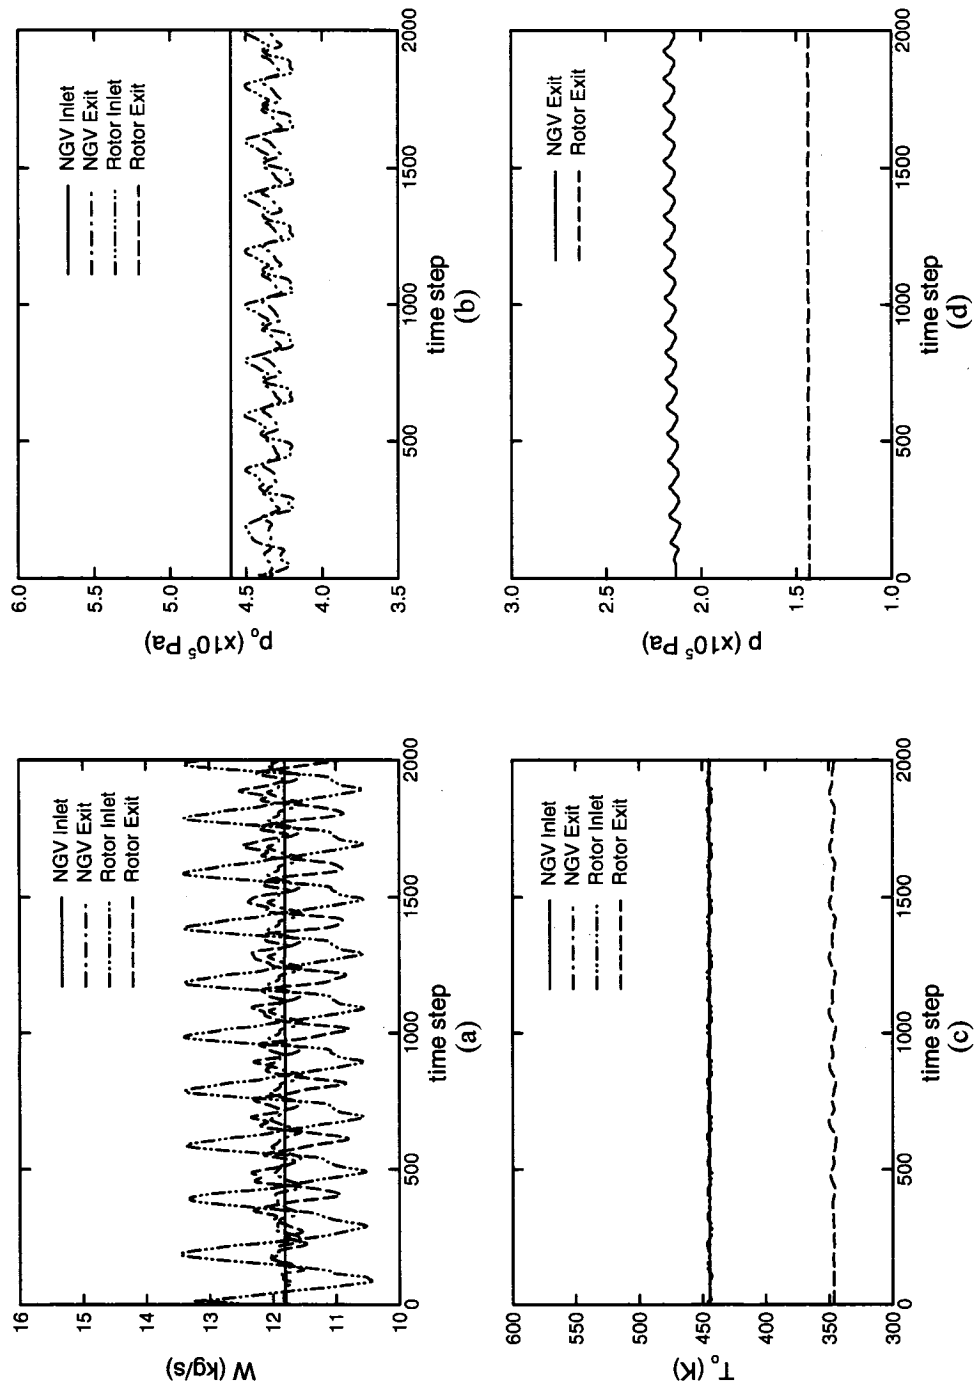 16
15
14
13
12
11
10
W (kg/s)
NGV Inlet
NGV Exit
Rotor Inlet
Rotor Exit
0
500
1000
1500
2000
time step
(a)
6.0
5.5
5.0
4.5
4.0
3.5
pₒ (x10⁵ Pa)
NGV Inlet
NGV Exit
Rotor Inlet
Rotor Exit
0
500
1000
1500
2000
time step
(b)
600
550
500
450
400
350
300
Tₒ (K)
NGV Inlet
NGV Exit
Rotor Inlet
Rotor Exit
0
500
1000
1500
2000
time step
(c)
3.0
2.5
2.0
1.5
1.0
p (x10⁵ Pa)
NGV Exit
Rotor Exit
0
500
1000
1500
2000
time step
(d)